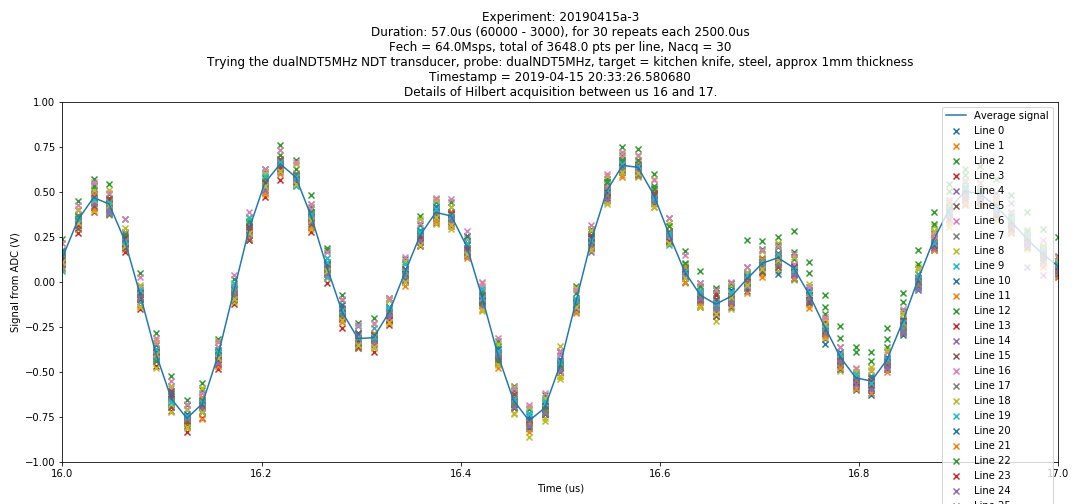 Experiment: 20190415a-3
Duration: 57.0us (60000 - 3000), for 30 repeats each 2500.0us
Fech = 64.0Msps, total of 3648.0 pts per line, Nacq = 30
Trying the dualNDT5MHz NDT transducer, probe: dualNDT5MHz, target = kitchen knife, steel, approx 1mm thickness
Timestamp = 2019-04-15 20:33:26.580680
Details of Hilbert acquisition between us 16 and 17.
1.00
0.75
0.50
0.25
0.00
−0.25
−0.50
−0.75
−1.00
Signal from ADC (V)
16.0
16.2
16.4
16.6
16.8
17.0
Time (us)
Average signal
Line 0
Line 1
Line 2
Line 3
Line 4
Line 5
Line 6
Line 7
Line 8
Line 9
Line 10
Line 11
Line 12
Line 13
Line 14
Line 15
Line 16
Line 17
Line 18
Line 19
Line 20
Line 21
Line 22
Line 23
Line 24